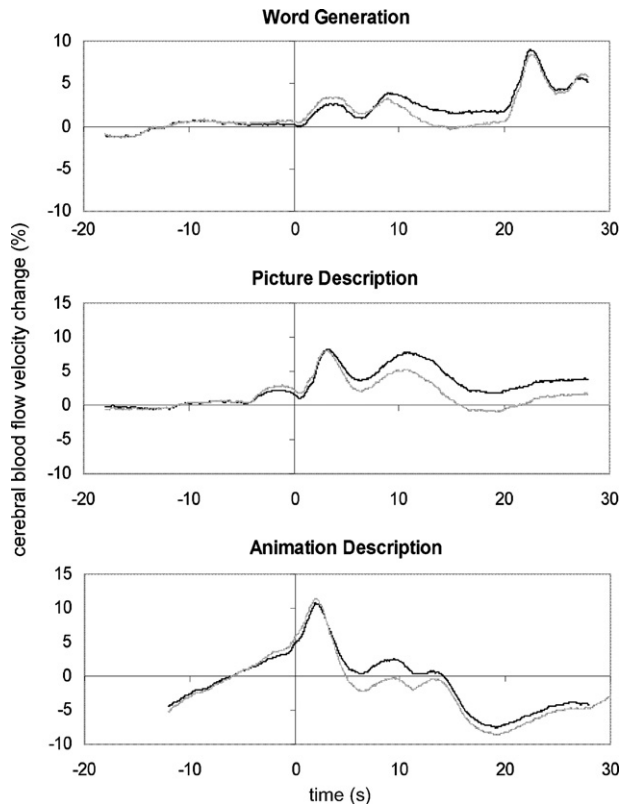 Word Generation
10
5
0
-5
-10
-20 -10 0 10 20 30
Picture Description
15
10
5
0
-5
-10
-20 -10 0 10 20 30
Animation Description
15
10
5
0
-5
-10
-20 -10 0 10 20 30
time (s)
cerebral blood flow velocity change (%)